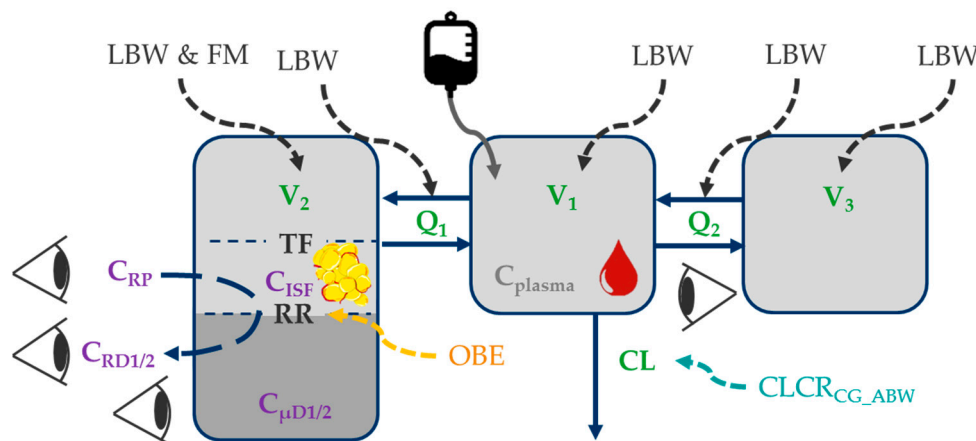 LBW & FM
LBW
LBW
LBW
LBW
V2
Q1
V1
Q2
V3
TF
CRP
CISF
Cplasma
RR
CRD1/2
OBE
CL
CLCRCG_ABW
CμD1/2